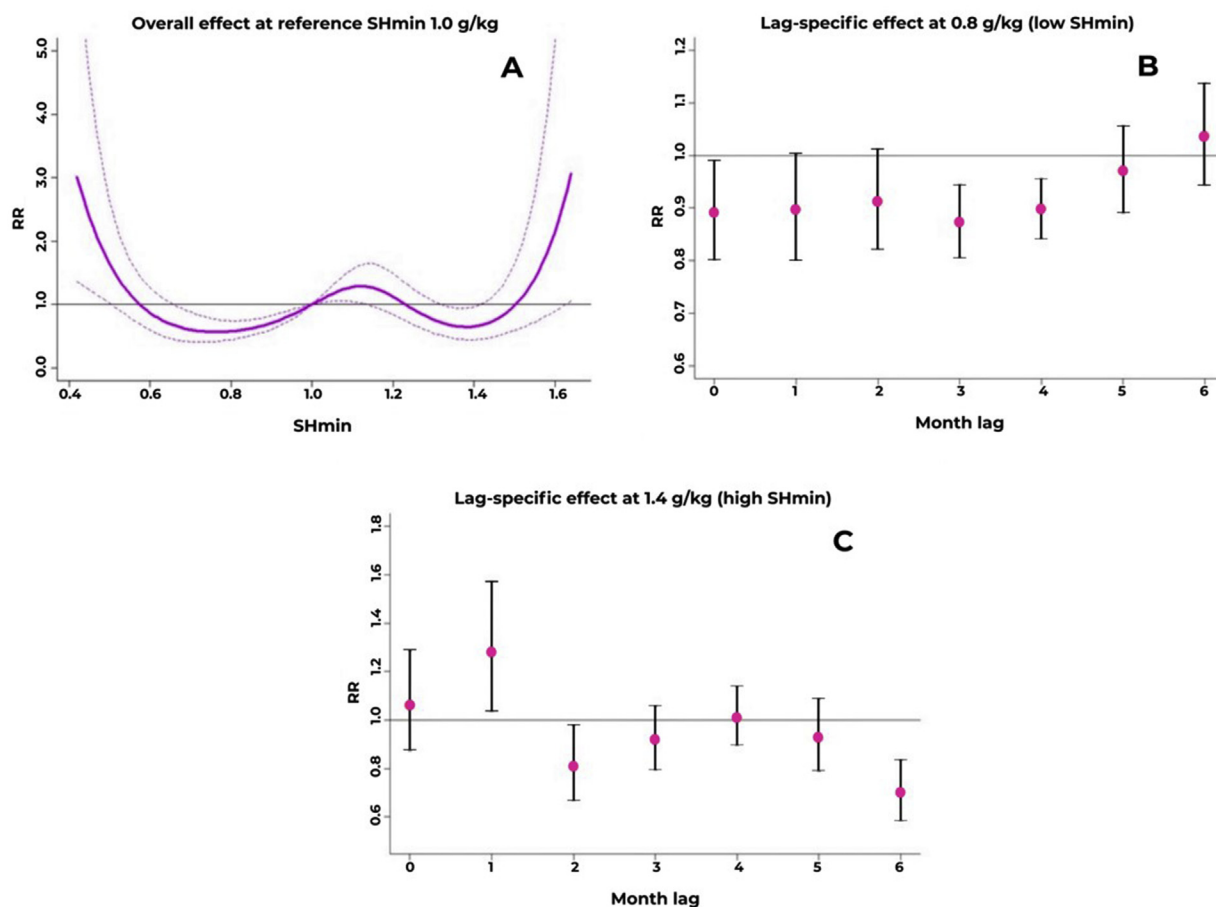 Overall effect at reference SHmin 1.0 g/kg
A
5.0
4.0
3.0
2.0
1.0
0.0
RR
0.4 0.6 0.8 1.0 1.2 1.4 1.6
SHmin
Lag-specific effect at 0.8 g/kg (low SHmin)
B
1.2
1.1
1.0
0.9
0.8
0.7
0.6
RR
0 1 2 3 4 5 6
Month lag
Lag-specific effect at 1.4 g/kg (high SHmin)
C
1.8
1.6
1.4
1.2
1.0
0.8
0.6
RR
0 1 2 3 4 5 6
Month lag